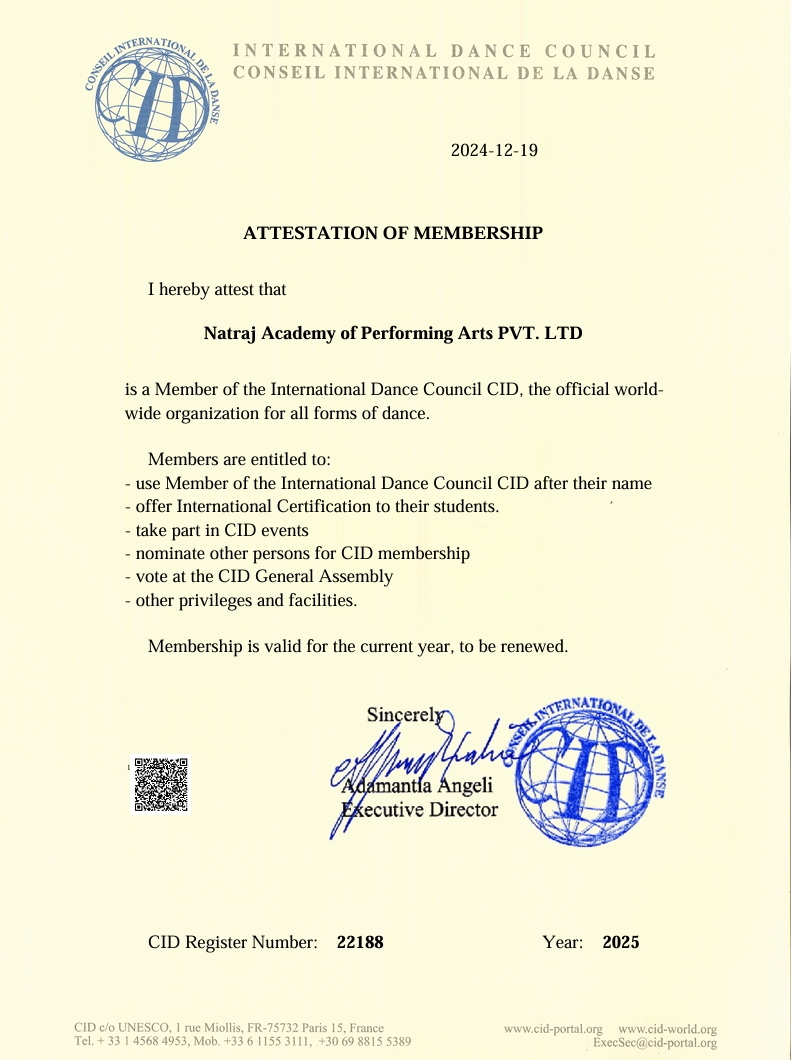 CONSEIL INTERNATIONAL DE LA DANSE
CID
INTERNATIONAL DANCE COUNCIL
CONSEIL INTERNATIONAL DE LA DANSE
2024-12-19
ATTESTATION OF MEMBERSHIP
I hereby attest that
Natraj Academy of Performing Arts PVT. LTD
is a Member of the International Dance Council CID, the official world-
wide organization for all forms of dance.
Members are entitled to:
- use Member of the International Dance Council CID after their name
- offer International Certification to their students.
- take part in CID events
- nominate other persons for CID membership
- vote at the CID General Assembly
- other privileges and facilities.
Membership is valid for the current year, to be renewed.
Sincerely
Adamantia Angeli
Executive Director
CONSEIL INTERNATIONAL DE LA DANSE
CID
1
CID Register Number: 22188 Year: 2025
CID c/o UNESCO, 1 rue Miollis, FR-75732 Paris 15, France www.cid-portal.org www.cid-world.org
Tel. + 33 1 4568 4953, Mob. +33 6 1155 3111, +30 69 8815 5389 ExecSec@cid-portal.org